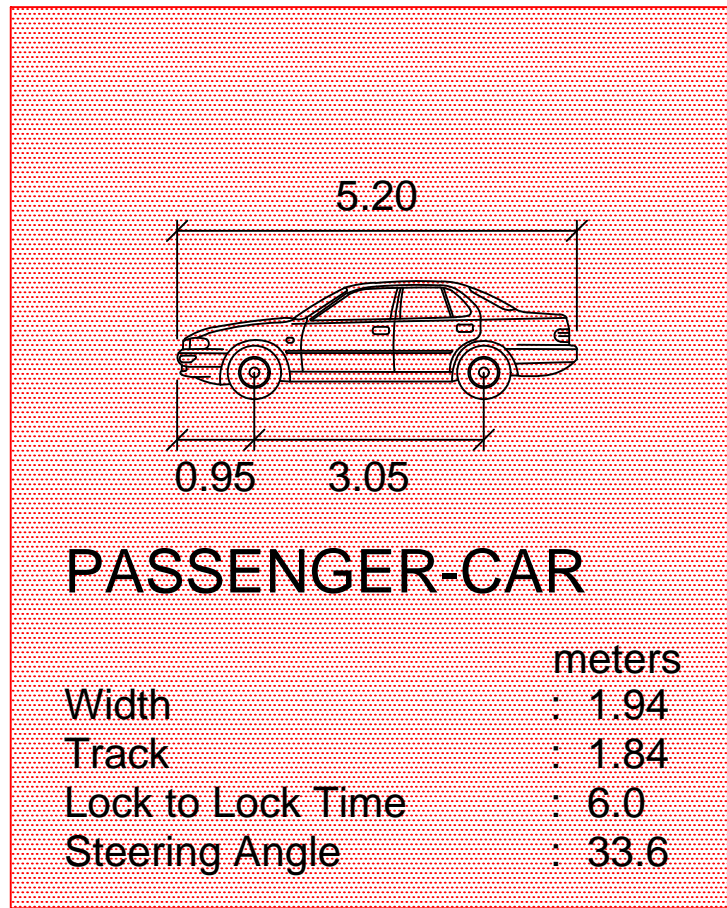 5.20
0.95 3.05
PASSENGER-CAR
meters
Width : 1.94
Track : 1.84
Lock to Lock Time : 6.0
Steering Angle : 33.6